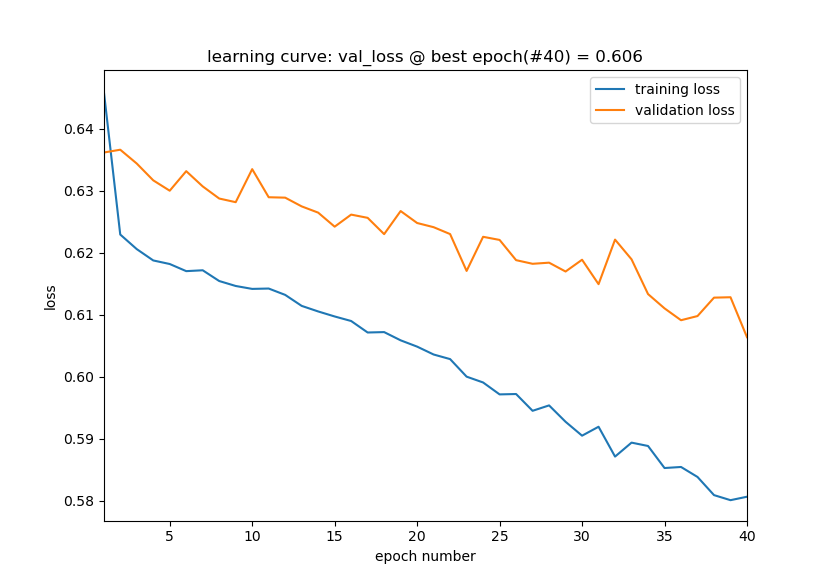 learning curve: val_loss @ best epoch(#40) = 0.606
training loss
validation loss
0.64
0.63
0.62
0.61
0.60
0.59
0.58
loss
5 10 15 20 25 30 35 40
epoch number